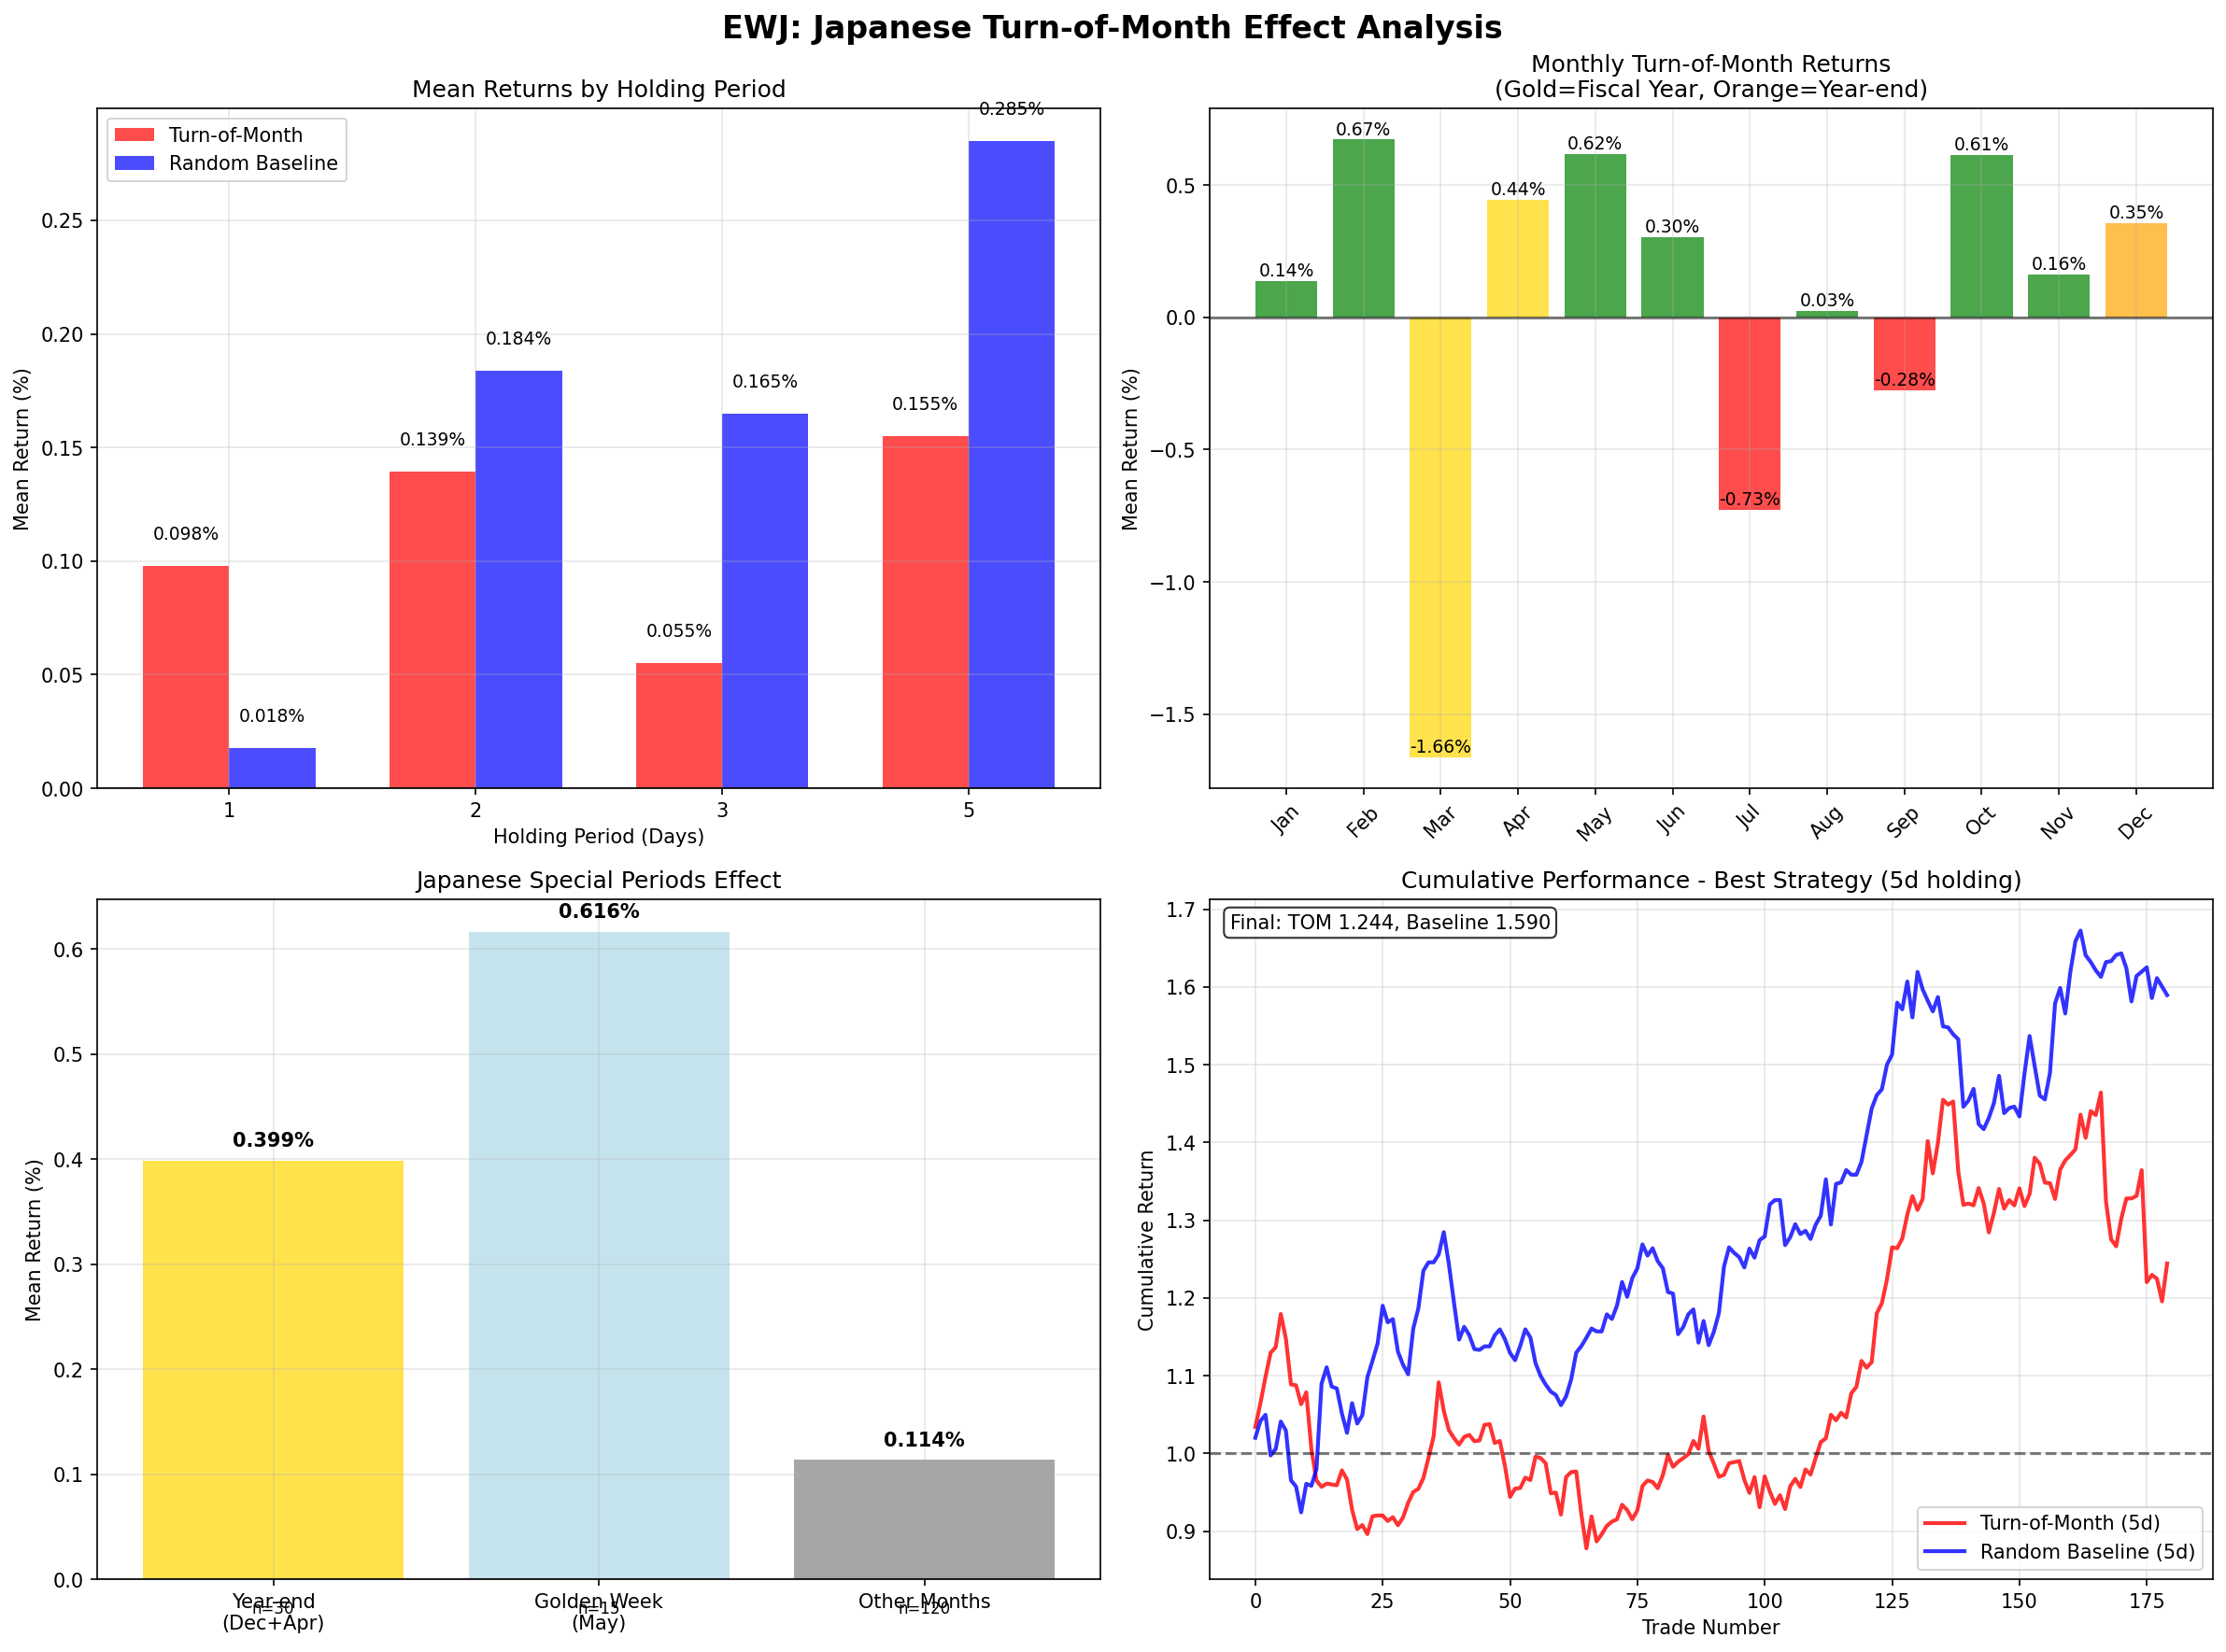 EWJ: Japanese Turn-of-Month Effect Analysis
Mean Returns by Holding Period
Turn-of-Month
Random Baseline
Mean Return (%)
0.25
0.20
0.15
0.10
0.05
0.00
0.098%
0.018%
0.139%
0.184%
0.055%
0.165%
0.155%
0.285%
1 2 3 5
Holding Period (Days)
Monthly Turn-of-Month Returns
(Gold=Fiscal Year, Orange=Year-end)
Mean Return (%)
0.5
0.0
−0.5
−1.0
−1.5
0.14%
0.67%
-1.66%
0.44%
0.62%
0.30%
-0.73%
0.03%
-0.28%
0.61%
0.16%
0.35%
Jan Feb Mar Apr May Jun Jul Aug Sep Oct Nov Dec
Japanese Special Periods Effect
Mean Return (%)
0.6
0.5
0.4
0.3
0.2
0.1
0.0
0.399%
0.616%
0.114%
Year-end
(Dec+Apr)
n=30
Golden Week
(May)
n=15
Other Months
n=120
Cumulative Performance - Best Strategy (5d holding)
Final: TOM 1.244, Baseline 1.590
Cumulative Return
1.7
1.6
1.5
1.4
1.3
1.2
1.1
1.0
0.9
Turn-of-Month (5d)
Random Baseline (5d)
0 25 50 75 100 125 150 175
Trade Number